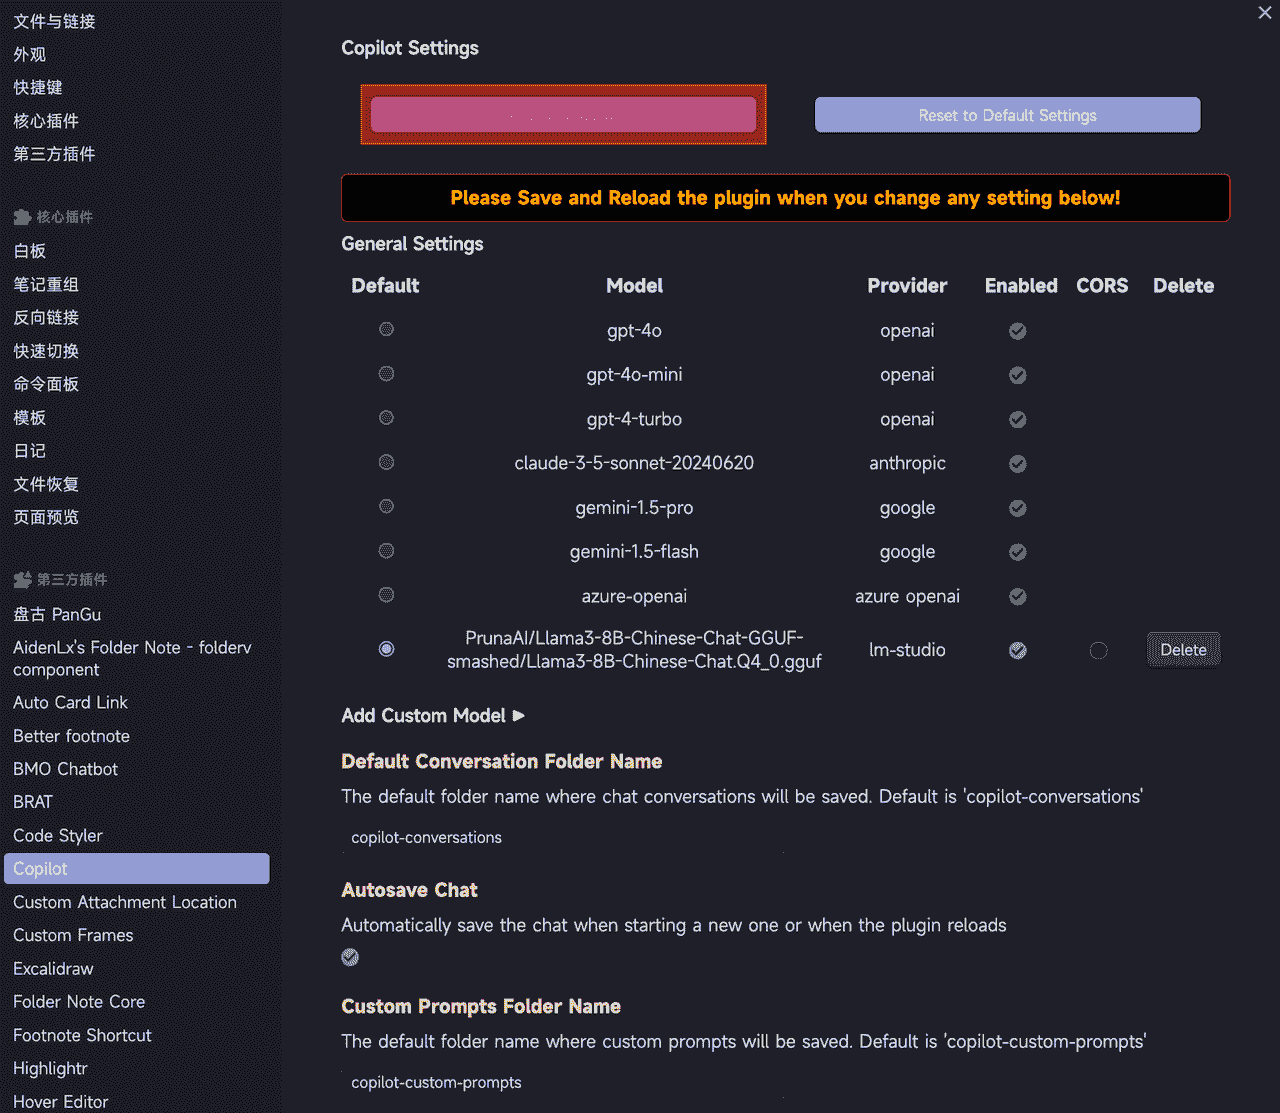 文件与链接
外观
快捷键
核心插件
第三方插件
核心插件
白板
笔记重组
反向链接
快速切换
命令面板
模板
日记
文件恢复
页面预览
第三方插件
盘古 PanGu
AidenLx's Folder Note - folderv
component
Auto Card Link
Better footnote
BMO Chatbot
BRAT
Code Styler
Copilot
Custom Attachment Location
Custom Frames
Excalidraw
Folder Note Core
Footnote Shortcut
Highlightr
Hover Editor
Copilot Settings
Reset to Default Settings
Please Save and Reload the plugin when you change any setting below!
General Settings
Default Model Provider Enabled CORS Delete
gpt-4o openai
gpt-4o-mini openai
gpt-4-turbo openai
claude-3-5-sonnet-20240620 anthropic
gemini-1.5-pro google
gemini-1.5-flash google
azure-openai azure openai
PrunaAI/Llama3-8B-Chinese-Chat-GGUF-
smashed/Llama3-8B-Chinese-Chat.Q4_0.gguf lm-studio Delete
Add Custom Model
Default Conversation Folder Name
The default folder name where chat conversations will be saved. Default is 'copilot-conversations'
copilot-conversations
Autosave Chat
Automatically save the chat when starting a new one or when the plugin reloads
Custom Prompts Folder Name
The default folder name where custom prompts will be saved. Default is 'copilot-custom-prompts'
copilot-custom-prompts